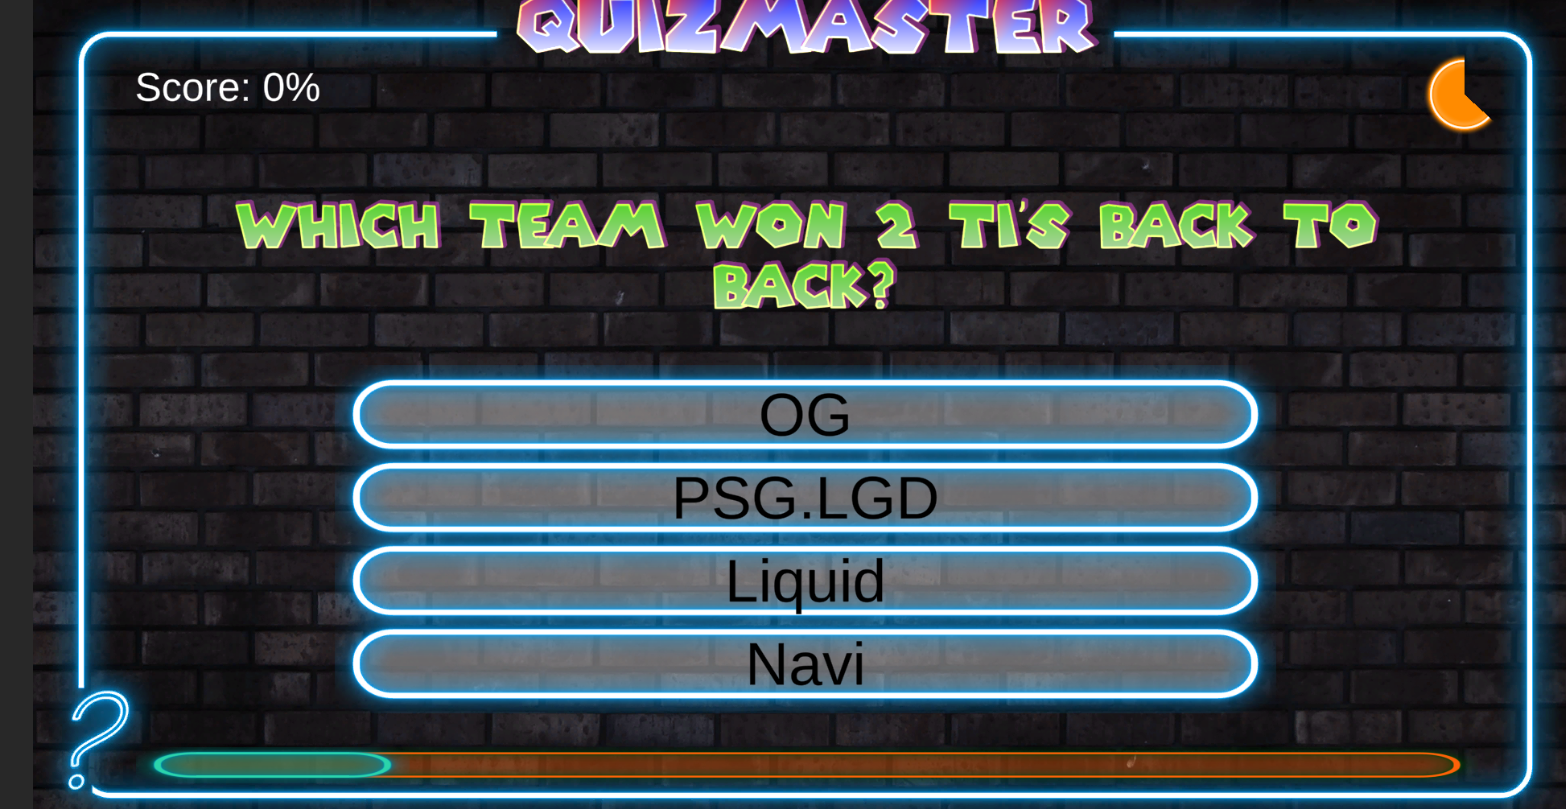 QUIZMASTER
Score: 0%
WHICH TEAM WON 2 TI'S BACK TO
BACK?
OG
PSG.LGD
Liquid
Navi
?